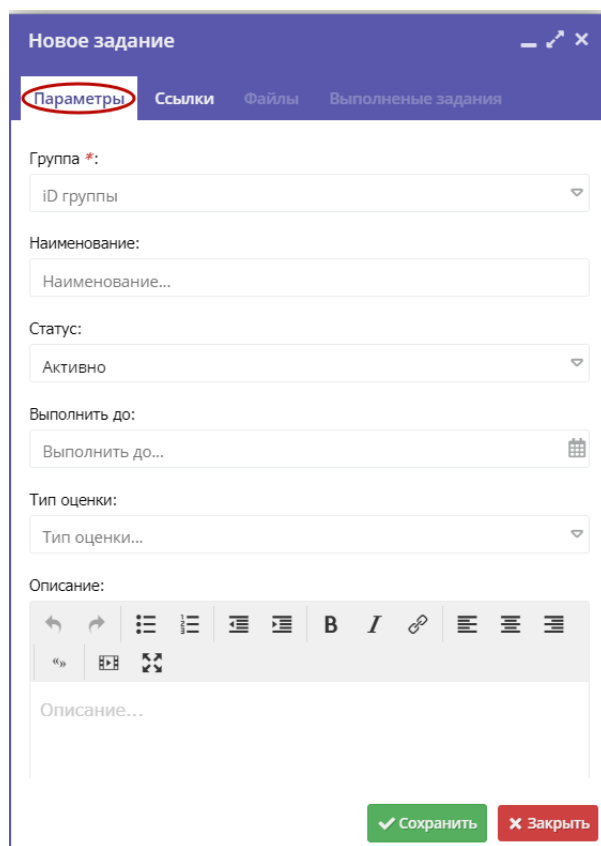 Новое задание
Параметры Ссылки Файлы Выполненые задания
Группа *:
iD группы
Наименование:
Наименование...
Статус:
Активно
Выполнить до:
Выполнить до...
Тип оценки:
Тип оценки...
Описание:
B I
«»
Описание...
Сохранить Закрыть